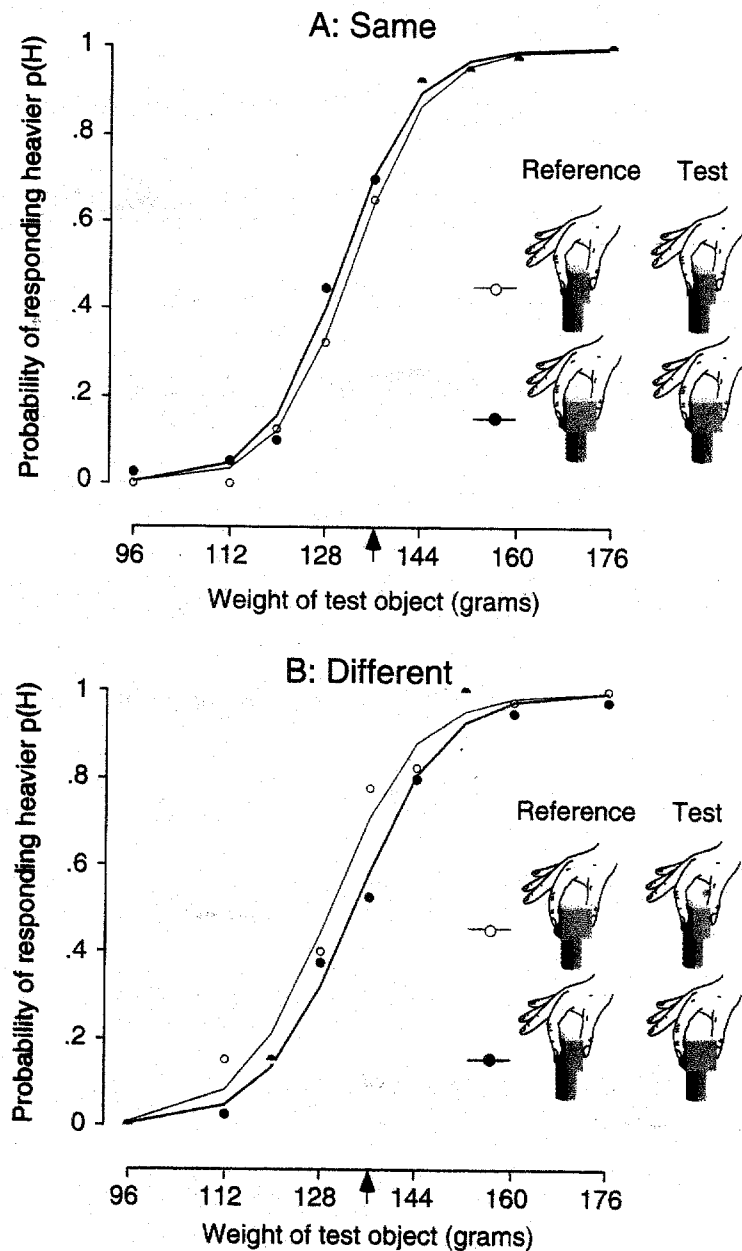 A: Same
Probability of responding heavier p(H)
1
.8
.6
.4
.2
0
Reference Test
96 112 128 144 160 176
Weight of test object (grams)
B: Different
Probability of responding heavier p(H)
1
.8
.6
.4
.2
0
Reference Test
96 112 128 144 160 176
Weight of test object (grams)